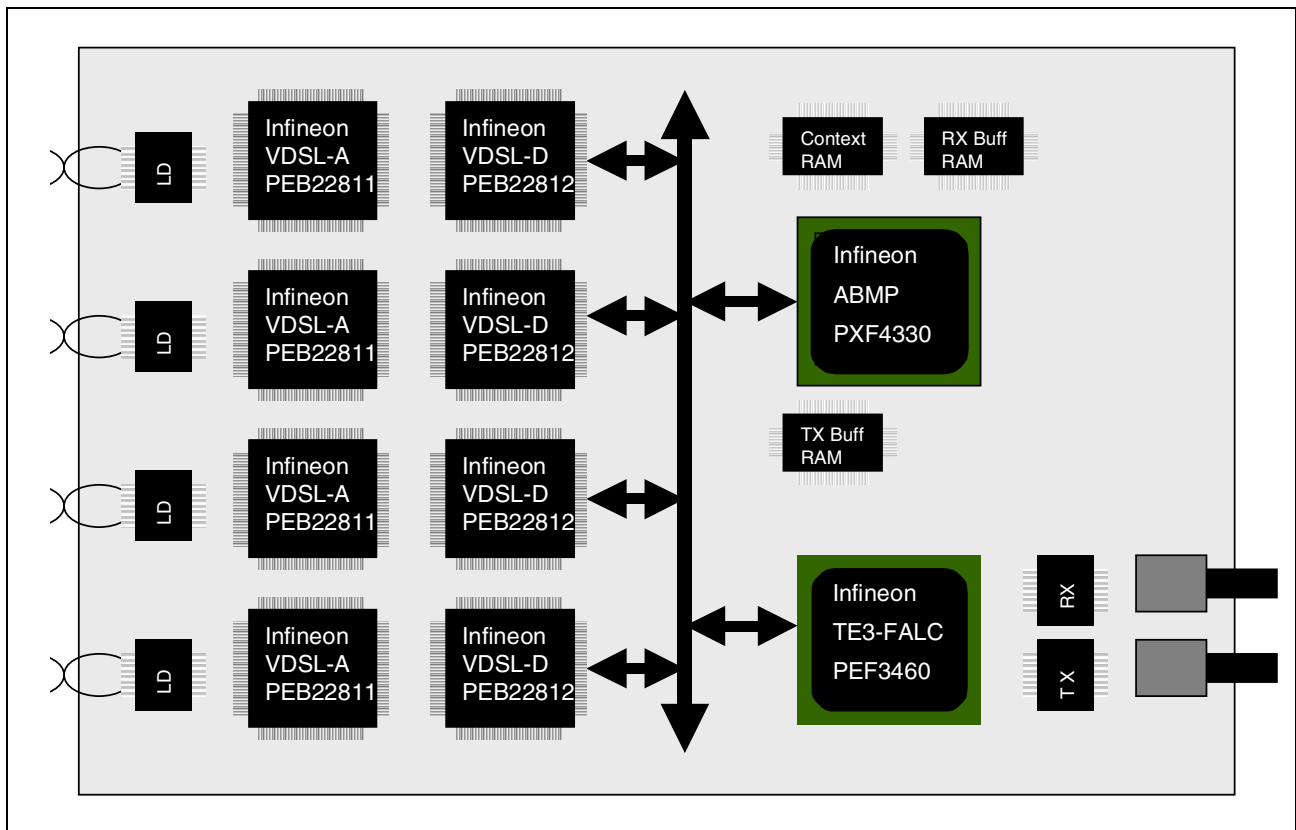 LD
Infineon
VDSL-A
PEB22811
Infineon
VDSL-D
PEB22812
Context
RAM
RX Buff
RAM
LD
Infineon
VDSL-A
PEB22811
Infineon
VDSL-D
PEB22812
Infineon
ABMP
PXF4330
TX Buff
RAM
LD
Infineon
VDSL-A
PEB22811
Infineon
VDSL-D
PEB22812
LD
Infineon
VDSL-A
PEB22811
Infineon
VDSL-D
PEB22812
Infineon
TE3-FALC
PEF3460
RX
TX